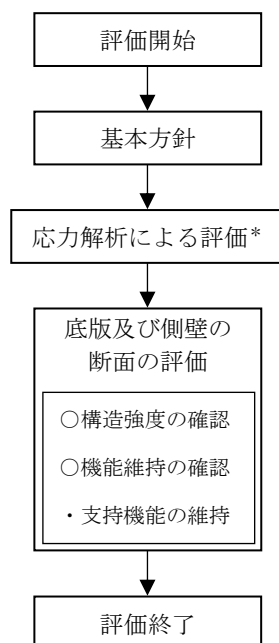 評価開始
基本方針
応力解析による評価*
底版及び側壁の
断面の評価
○構造強度の確認
○機能維持の確認
・支持機能の維持
評価終了